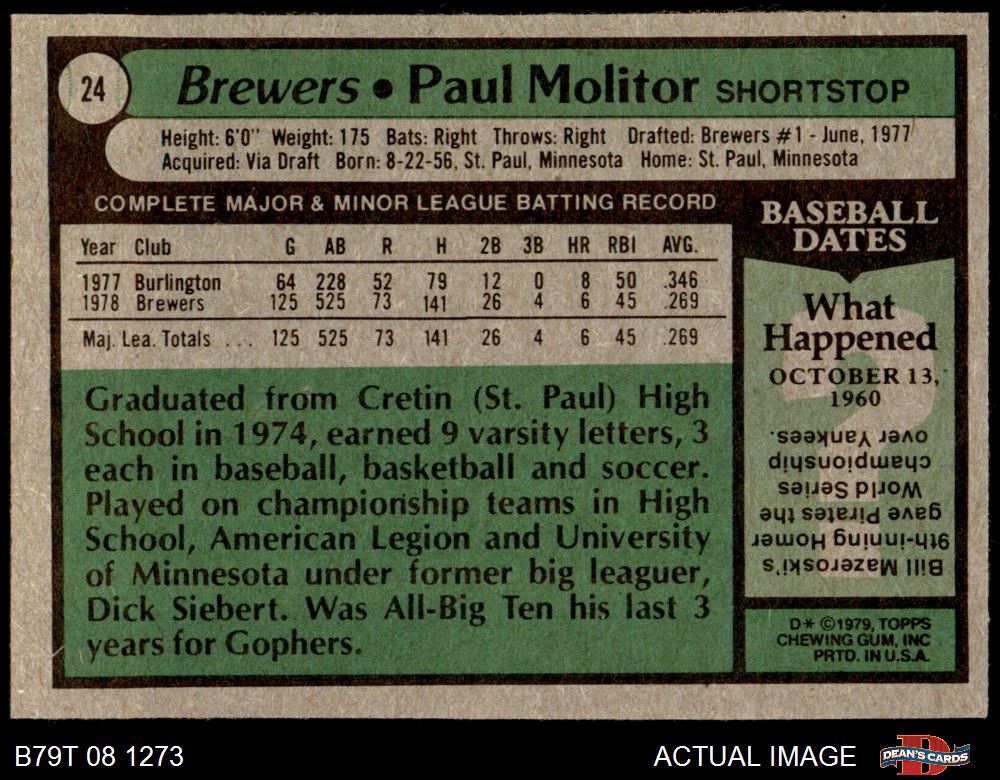 24
Brewers • Paul Molitor SHORTSTOP
Height: 6'0" Weight: 175 Bats: Right Throws: Right Drafted: Brewers #1 - June, 1977
Acquired: Via Draft Born: 8-22-56, St. Paul, Minnesota Home: St. Paul, Minnesota
COMPLETE MAJOR & MINOR LEAGUE BATTING RECORD
Year Club G AB R H 2B 3B HR RBI AVG.
1977 Burlington 64 228 52 79 12 0 8 50 .346
1978 Brewers 125 525 73 141 26 4 6 45 .269
Maj. Lea. Totals ... 125 525 73 141 26 4 6 45 .269
Graduated from Cretin (St. Paul) High
School in 1974, earned 9 varsity letters, 3
each in baseball, basketball and soccer.
Played on championship teams in High
School, American Legion and University
of Minnesota under former big leaguer,
Dick Siebert. Was All-Big Ten his last 3
years for Gophers.
BASEBALL
DATES
What
Happened
OCTOBER 13,
1960
Bill Mazeroski's
9th-inning Homer
gave Pirates the
World Series
championship
over Yankees.
D* ©1979, TOPPS
CHEWING GUM, INC
PRTD. IN U.S.A.
B79T 08 1273
ACTUAL IMAGE
DEAN'S CARDS